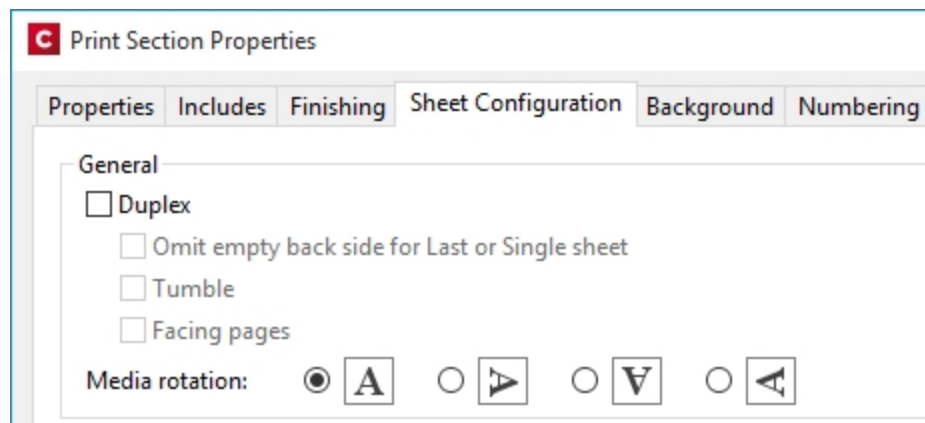 C Print Section Properties
Properties Includes Finishing Sheet Configuration Background Numbering
General
Duplex
Omit empty back side for Last or Single sheet
Tumble
Facing pages
Media rotation: A A A A